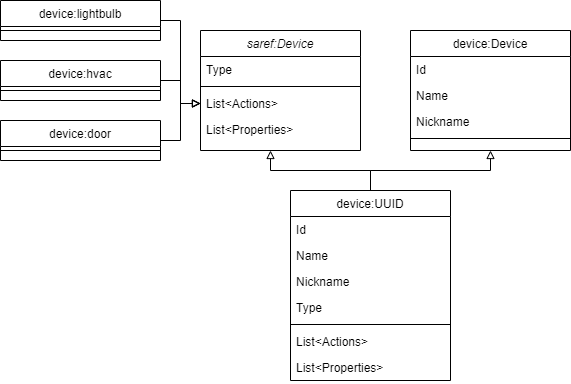 device:lightbulb
device:hvac
device:door
saref:Device
Type
List<Actions>
List<Properties>
device:Device
Id
Name
Nickname
device:UUID
Id
Name
Nickname
Type
List<Actions>
List<Properties>